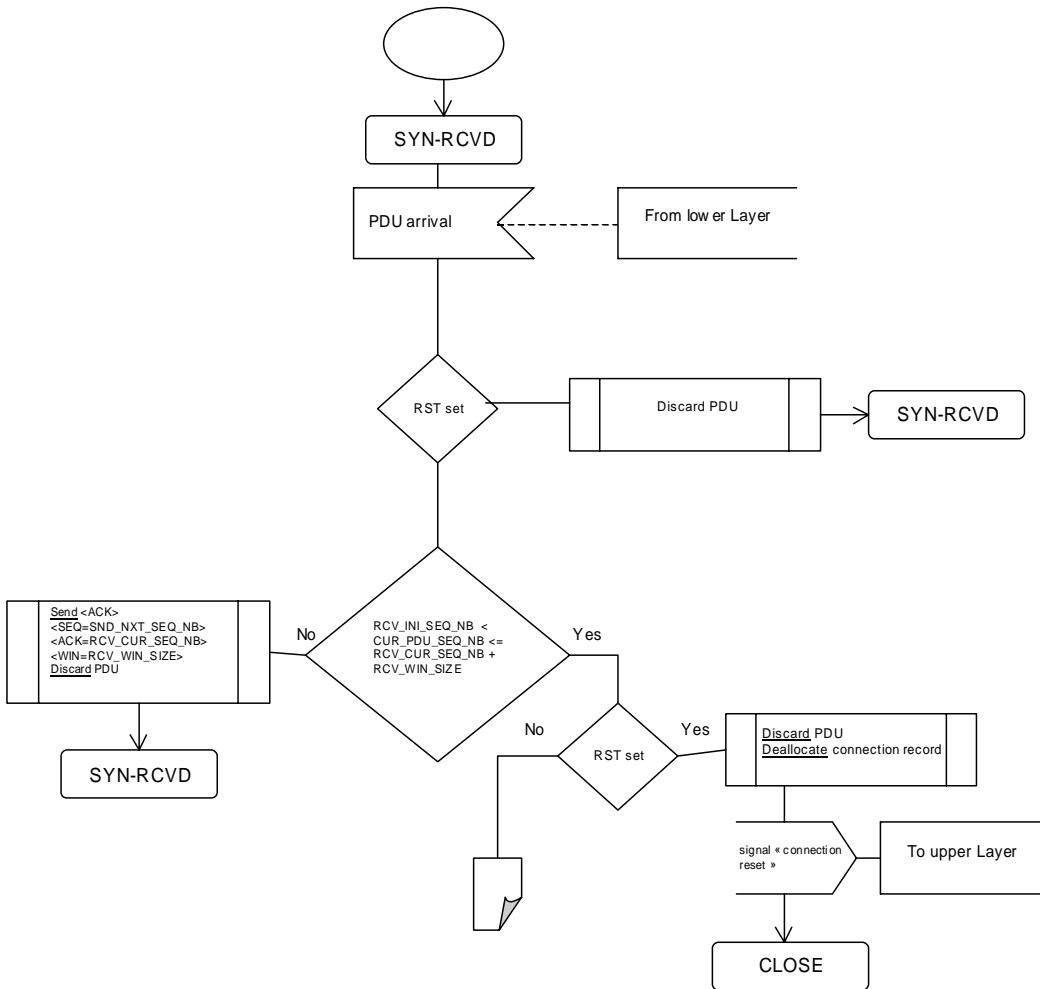 SYN-RCVD
PDU arrival
From lower Layer
RST set
Discard PDU
SYN-RCVD
Send <ACK>
<SEQ=SND_NXT_SEQ_NB>
<ACK=RCV_CUR_SEQ_NB>
<WIN=RCV_WIN_SIZE>
Discard PDU
No
RCV_INI_SEQ_NB <
CUR_PDU_SEQ_NB <=
RCV_CUR_SEQ_NB +
RCV_WIN_SIZE
Yes
SYN-RCVD
No
RST set
Yes
Discard PDU
Deallocate connection record
signal « connection
reset »
To upper Layer
CLOSE